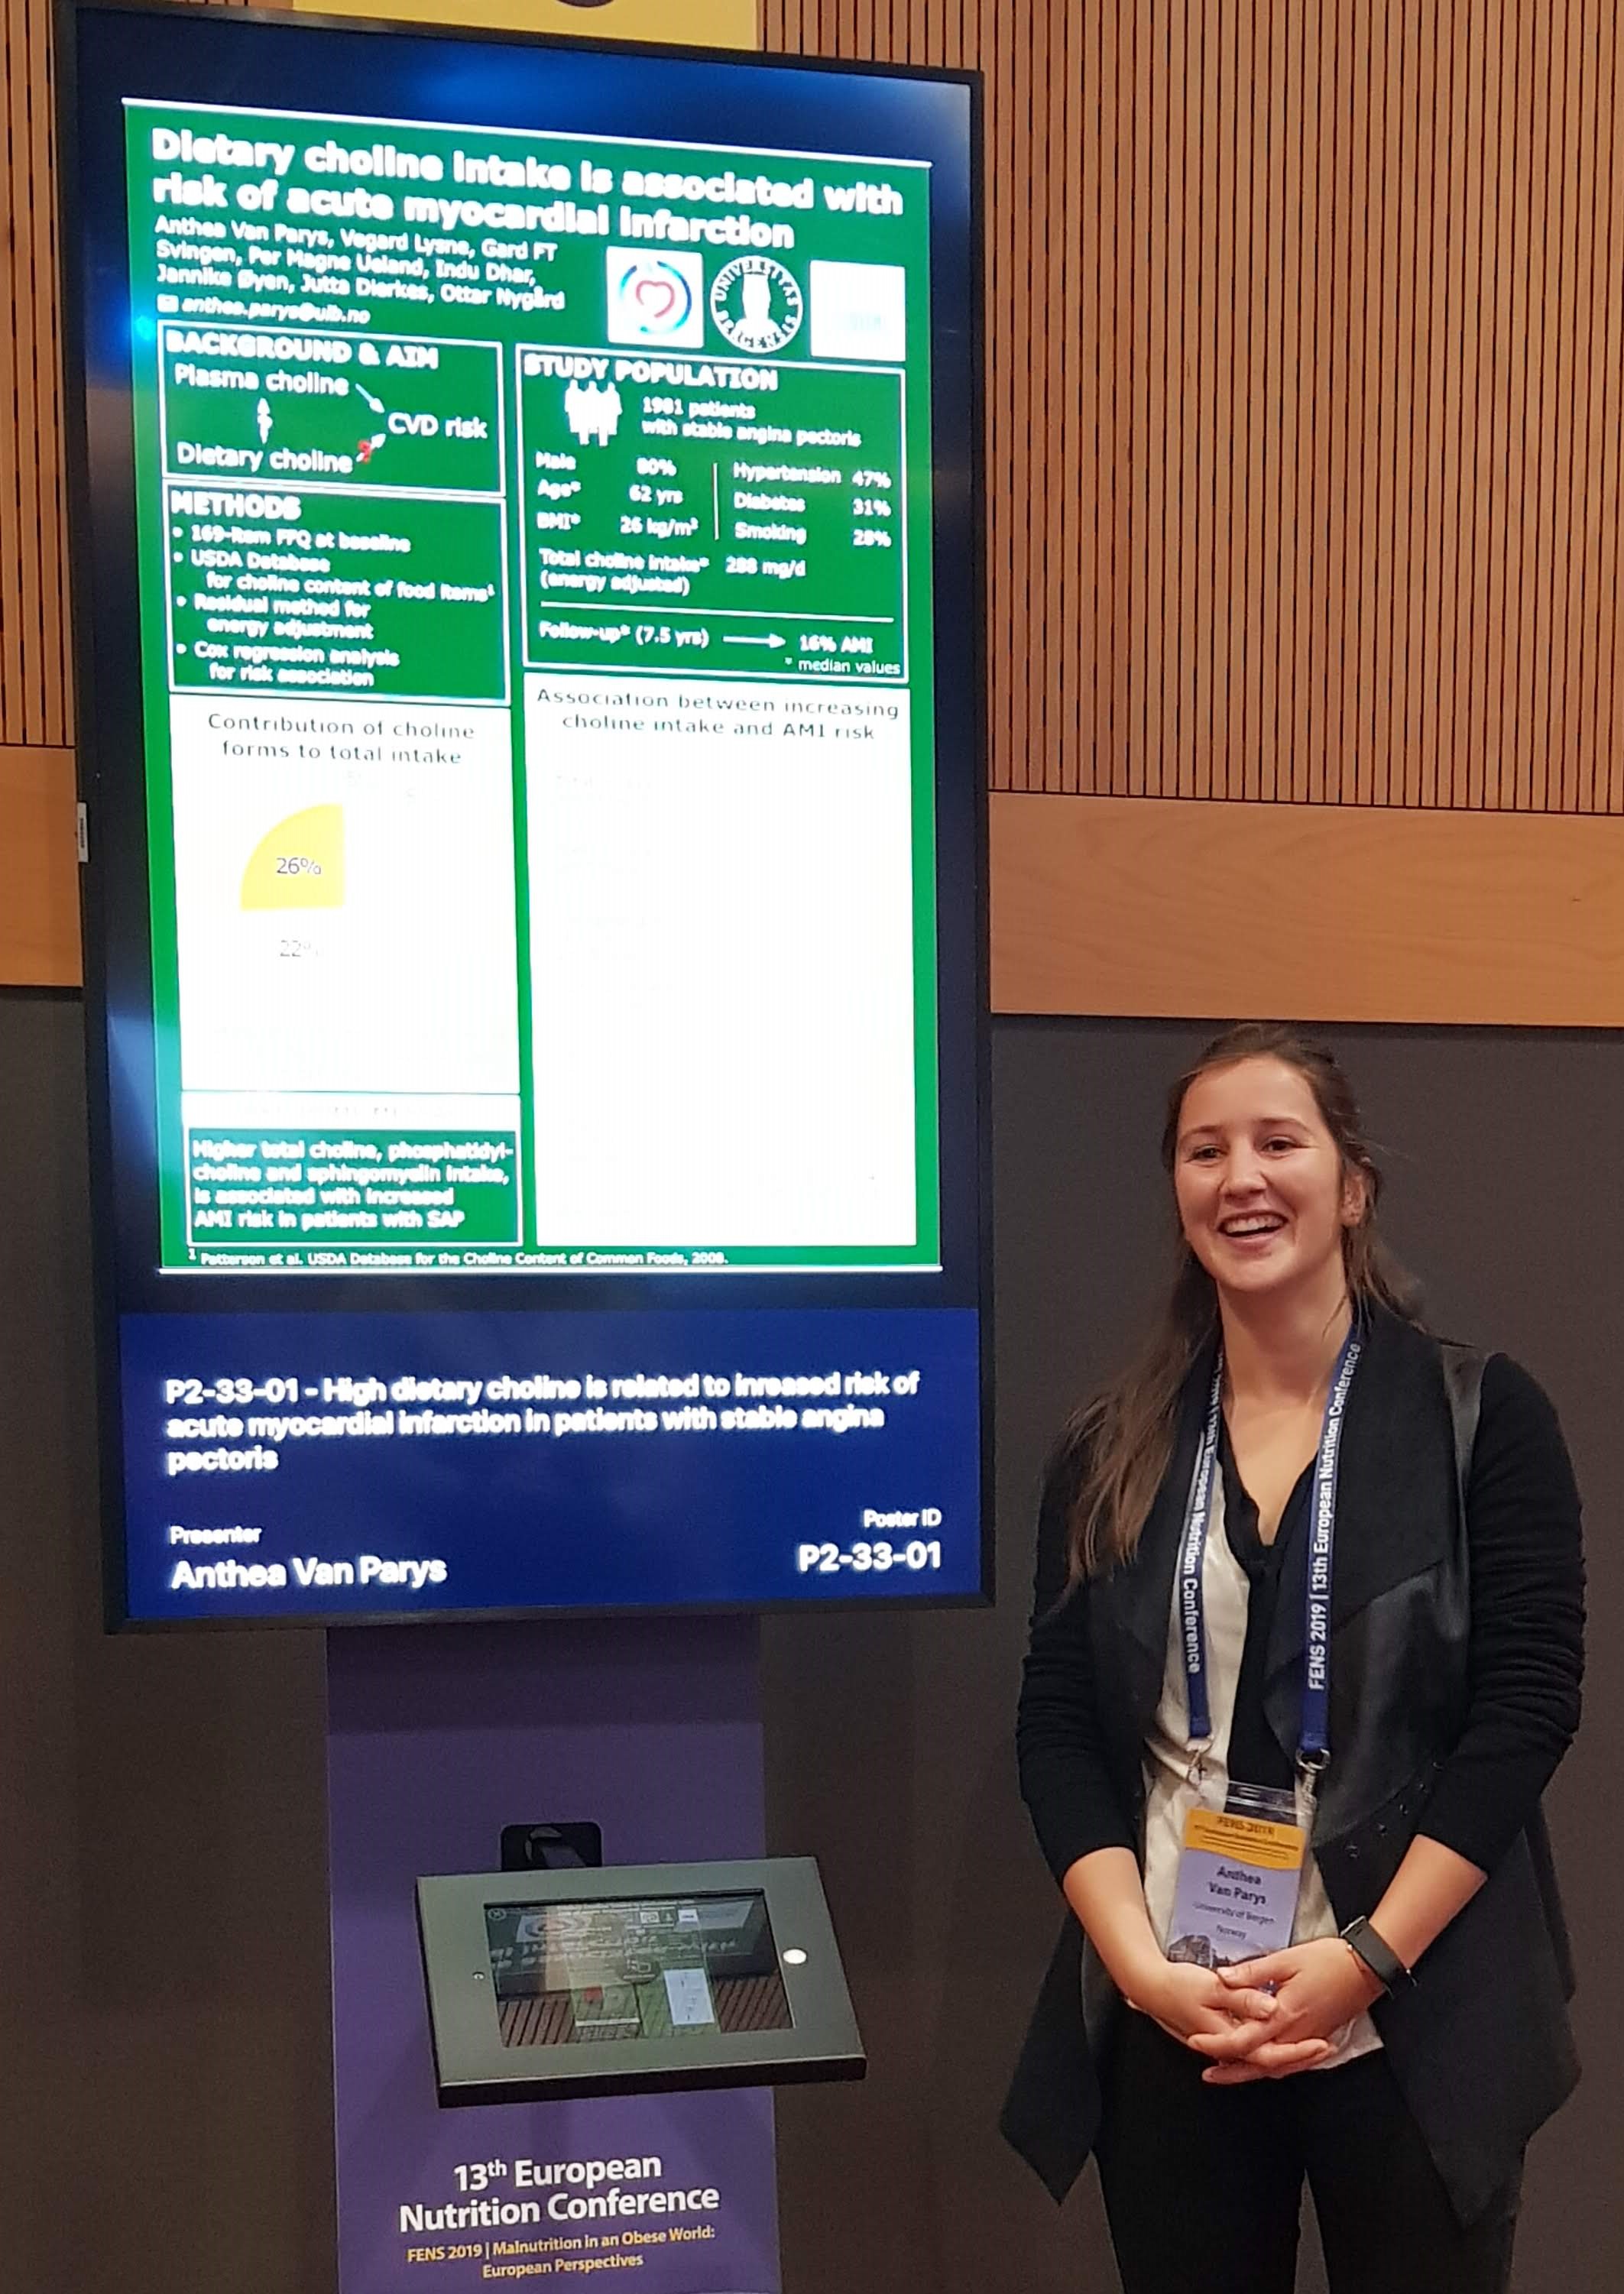 Dietary choline intake is associated with
risk of acute myocardial infarction
Anthea Van Parys, Vegard Lysne, Gard FT
Svingen, Per Magne Ueland, Indu Dhar,
Jannike Øyen, Jutta Dierkes, Ottar Nygård
anthea.parys@uib.no
UNIVERSITAS
BERGENSIS
BACKGROUND & AIM
Plasma choline
CVD risk
Dietary choline
?
METHODS
• 169-item FFQ at baseline
• USDA Database
for choline content of food items¹
• Residual method for
energy adjustment
• Cox regression analysis
for risk association
STUDY POPULATION
1981 patients
with stable angina pectoris
Male 80%
Age* 62 yrs
BMI* 26 kg/m²
Hypertension 47%
Diabetes 31%
Smoking 28%
Total choline intake* 288 mg/d
(energy adjusted)
Follow-up* (7.5 yrs) 16% AMI
* median values
Contribution of choline
forms to total intake
26%
22%
Association between increasing
choline intake and AMI risk
Higher total choline, phosphatidyl-
choline and sphingomyelin intake,
is associated with increased
AMI risk in patients with SAP
¹ Patterson et al. USDA Database for the Choline Content of Common Foods, 2008.
P2-33-01 - High dietary choline is related to inreased risk of
acute myocardial infarction in patients with stable angina
pectoris
Presenter
Anthea Van Parys
Poster ID
P2-33-01
European Nutrition Conference
FENS 2019 | 13th European Nutrition Conference
FENS 2019
Anthea
Van Parys
University of Bergen
Norway
13th European
Nutrition Conference
FENS 2019 | Malnutrition in an Obese World:
European Perspectives